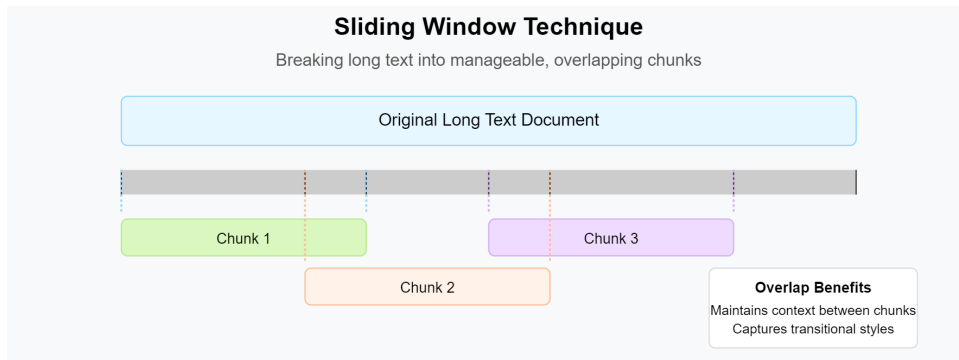 Sliding Window Technique
Breaking long text into manageable, overlapping chunks
Original Long Text Document
Chunk 1
Chunk 3
Chunk 2
Overlap Benefits
Maintains context between chunks
Captures transitional styles